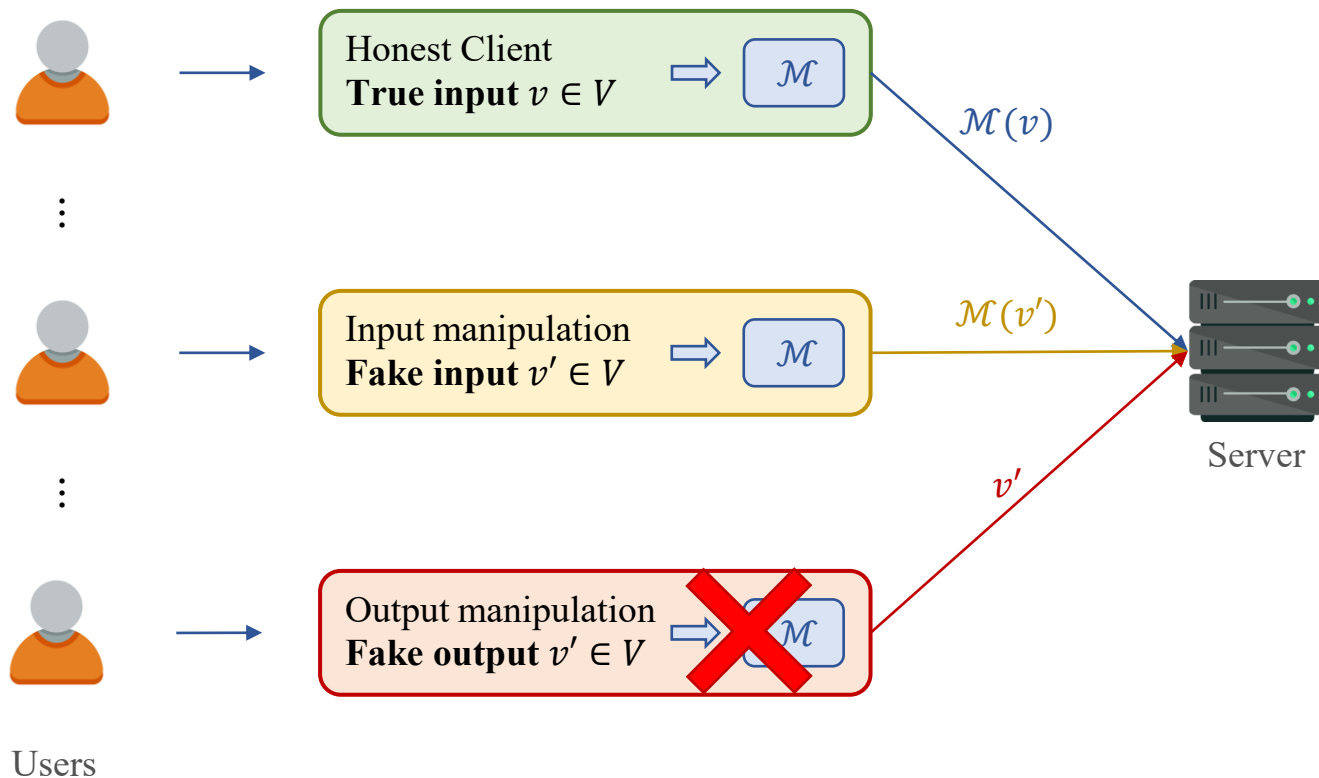 Honest Client
True input 𝑣 ∈ 𝑉
ℳ
ℳ(𝑣)
⋮
Input manipulation
Fake input 𝑣′ ∈ 𝑉
ℳ
ℳ(𝑣′)
Server
⋮
𝑣′
Output manipulation
Fake output 𝑣′ ∈ 𝑉
ℳ
Users